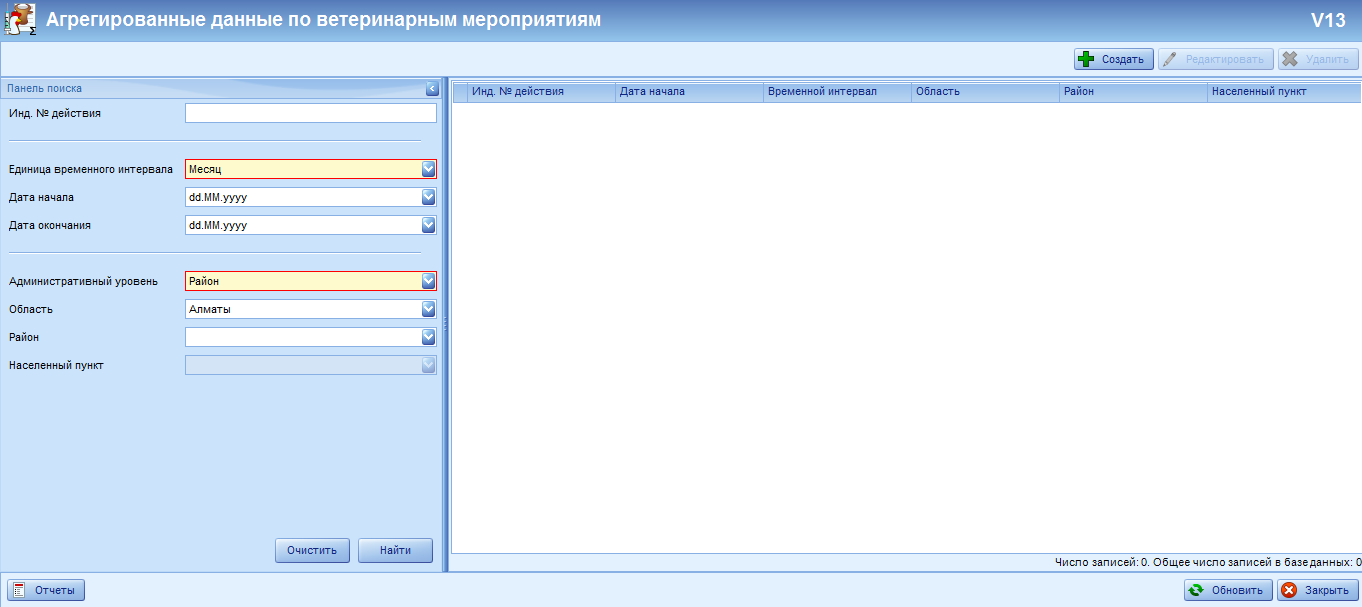 Агрегированные данные по ветеринарным мероприятиям
V13
Создать
Редактировать
Удалить
Панель поиска
Инд. № действия
Единица временного интервала Месяц
Дата начала dd.MM.yyyy
Дата окончания dd.MM.yyyy
Административный уровень Район
Область Алматы
Район
Населенный пункт
Очистить Найти
Инд. № действия Дата начала Временной интервал Область Район Населенный пункт
Число записей: 0. Общее число записей в базе данных: 0
Отчеты
Обновить
Закрыть